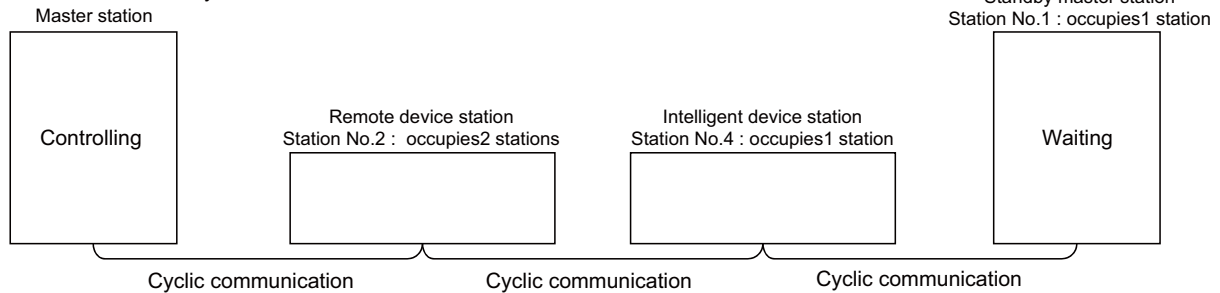 Master station
Standby master station
Station No.1 : occupies1 station
Controlling
Remote device station
Station No.2 : occupies2 stations
Intelligent device station
Station No.4 : occupies1 station
Waiting
Cyclic communication
Cyclic communication
Cyclic communication